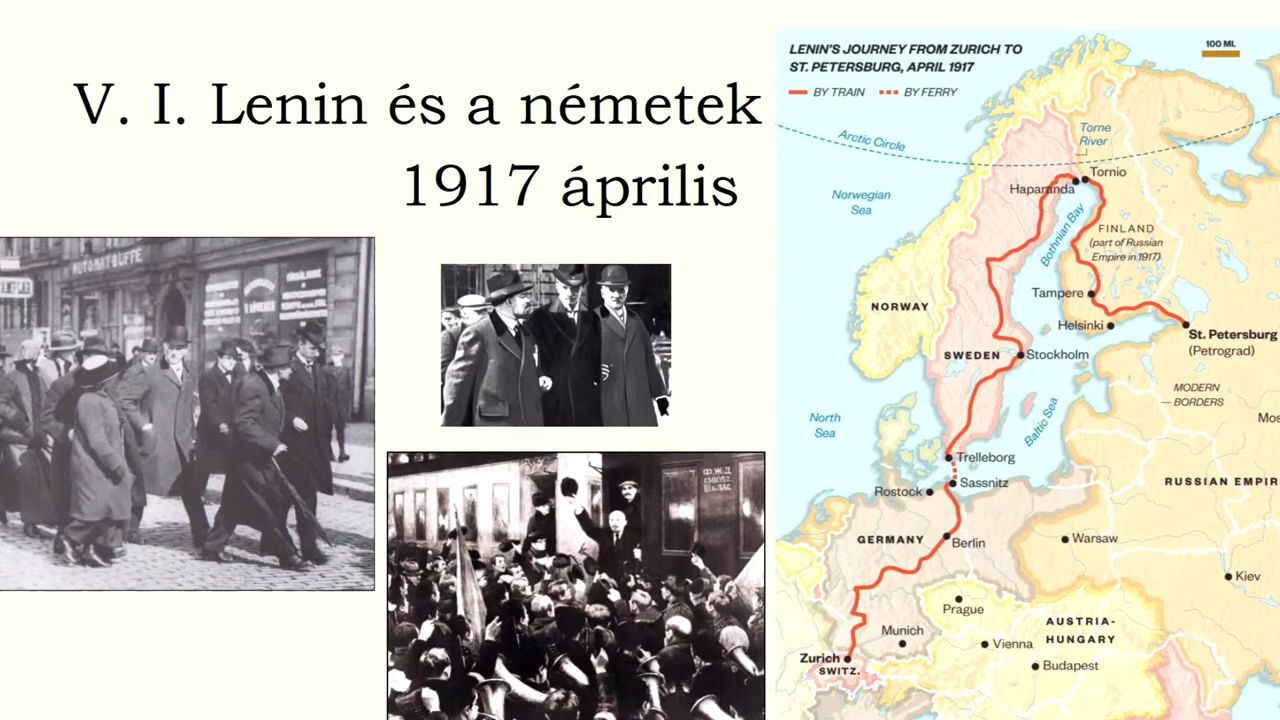 V. I. Lenin és a németek
1917 április
AUTOMAT-BUFFE
LENIN'S JOURNEY FROM ZURICH TO
ST. PETERSBURG, APRIL 1917
BY TRAIN
BY FERRY
100 MI.
Arctic Circle
Torne
River
Tornio
Haparanda
Norwegian
Sea
Bothnian Bay
FINLAND
(part of Russian
Empire in 1917)
Tampere
NORWAY
Helsinki
St. Petersburg
(Petrograd)
SWEDEN
Stockholm
MODERN
BORDERS
North
Sea
Baltic Sea
Mos
Trelleborg
Sassnitz
Rostock
RUSSIAN EMPIR
GERMANY
Berlin
Warsaw
Kiev
Prague
AUSTRIA-
HUNGARY
Munich
Vienna
Zurich
SWITZ.
Budapest